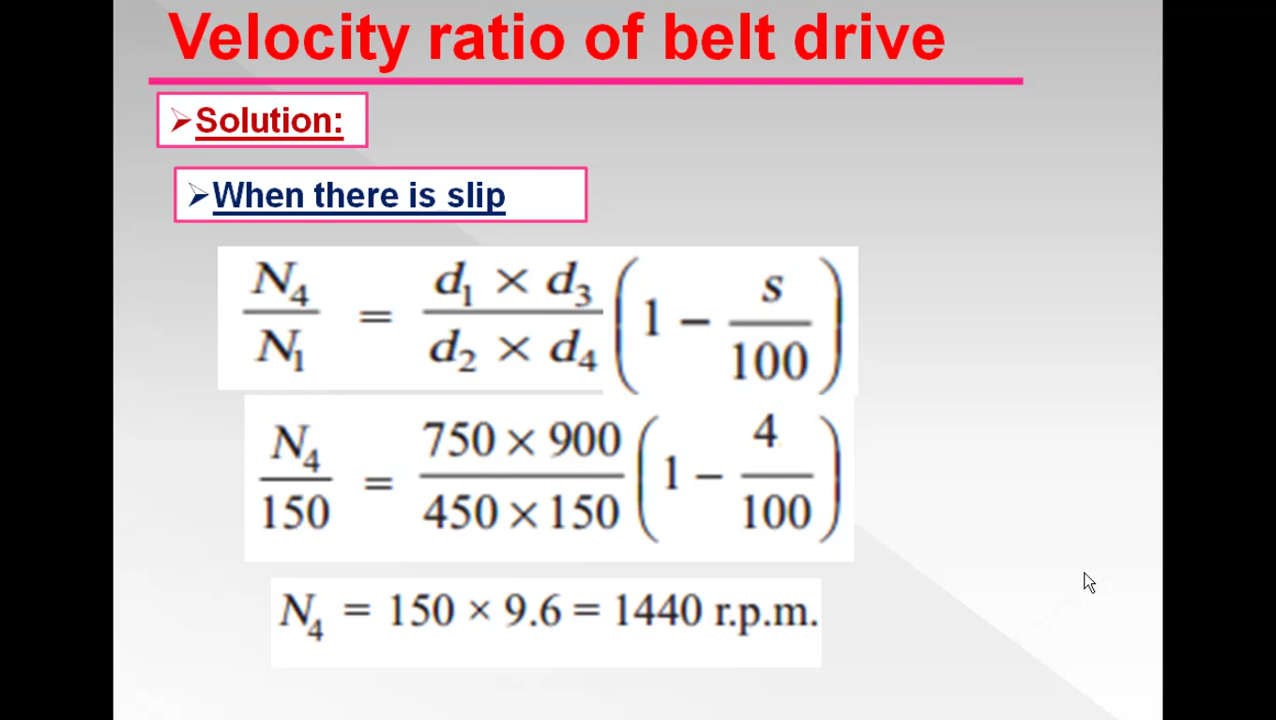 Velocity ratio of belt drive
➢Solution:
➢When there is slip
N₄/N₁ = (d₁ × d₃)/(d₂ × d₄) (1 − s/100)
N₄/150 = (750 × 900)/(450 × 150) (1 − 4/100)
N₄ = 150 × 9.6 = 1440 r.p.m.